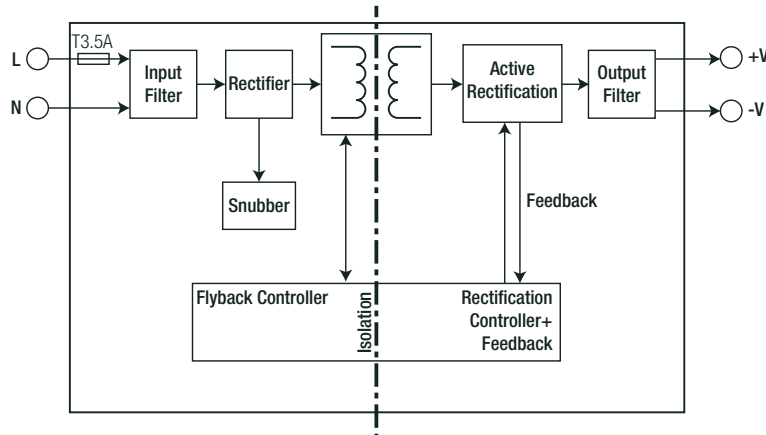 T3.5A
L
N
Input
Filter
Rectifier
Snubber
Active
Rectification
Output
Filter
+V
-V
Feedback
Flyback Controller
Isolation
Rectification
Controller+
Feedback